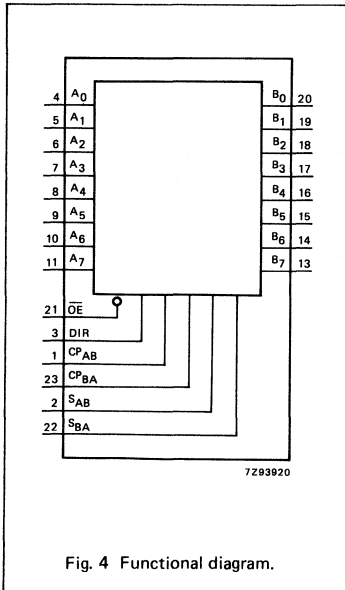 4 A0 B0 20
5 A1 B1 19
6 A2 B2 18
7 A3 B3 17
8 A4 B4 16
9 A5 B5 15
10 A6 B6 14
11 A7 B7 13
21 OE
3 DIR
1 CPAB
23 CPBA
2 SAB
22 SBA
7Z93920
Fig. 4 Functional diagram.